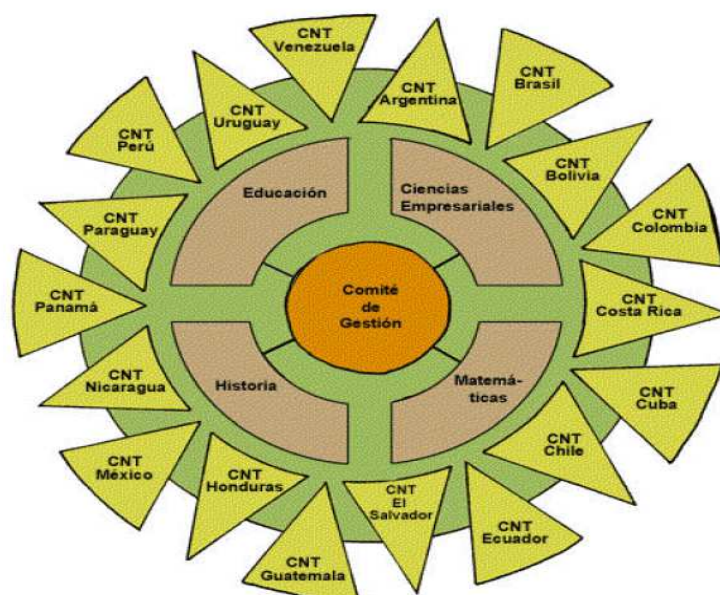 CNT
Venezuela
CNT
Argentina
CNT
Brasil
CNT
Bolivia
CNT
Colombia
CNT
Costa Rica
CNT
Cuba
CNT
Chile
CNT
Ecuador
CNT
El
Salvador
CNT
Guatemala
CNT
Honduras
CNT
México
CNT
Nicaragua
CNT
Panamá
CNT
Paraguay
CNT
Perú
CNT
Uruguay
Educación
Ciencias
Empresariales
Comité
de
Gestión
Historia
Matemá-
ticas